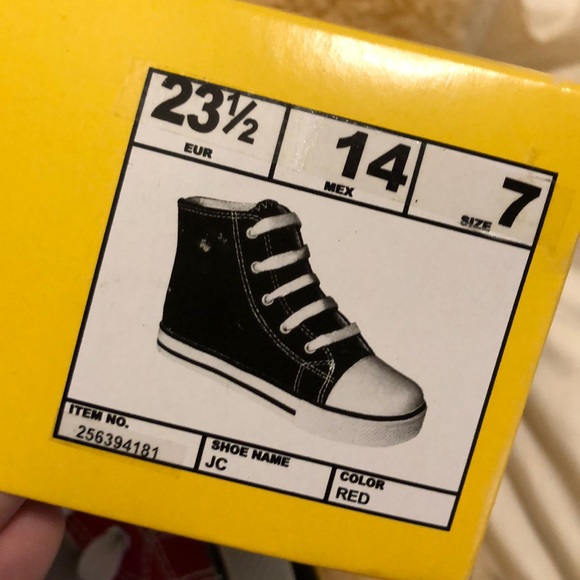 23½ EUR
14 MEX
SIZE 7
ITEM NO.
256394181
SHOE NAME
JC
COLOR
RED